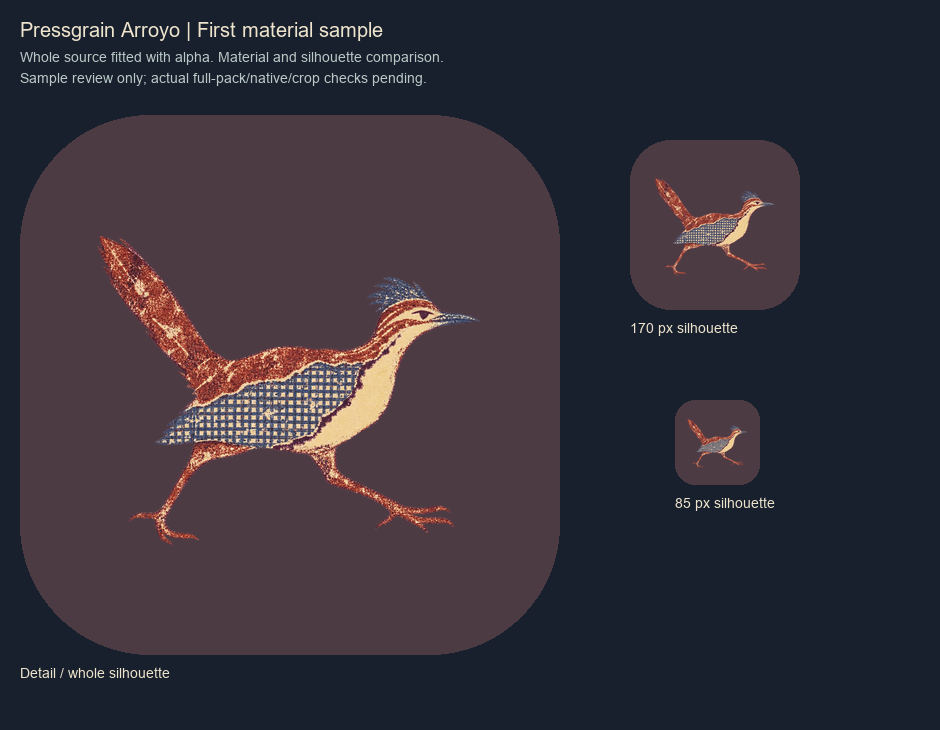 Pressgrain Arroyo | First material sample
Whole source fitted with alpha. Material and silhouette comparison.
Sample review only; actual full-pack/native/crop checks pending.
170 px silhouette
85 px silhouette
Detail / whole silhouette